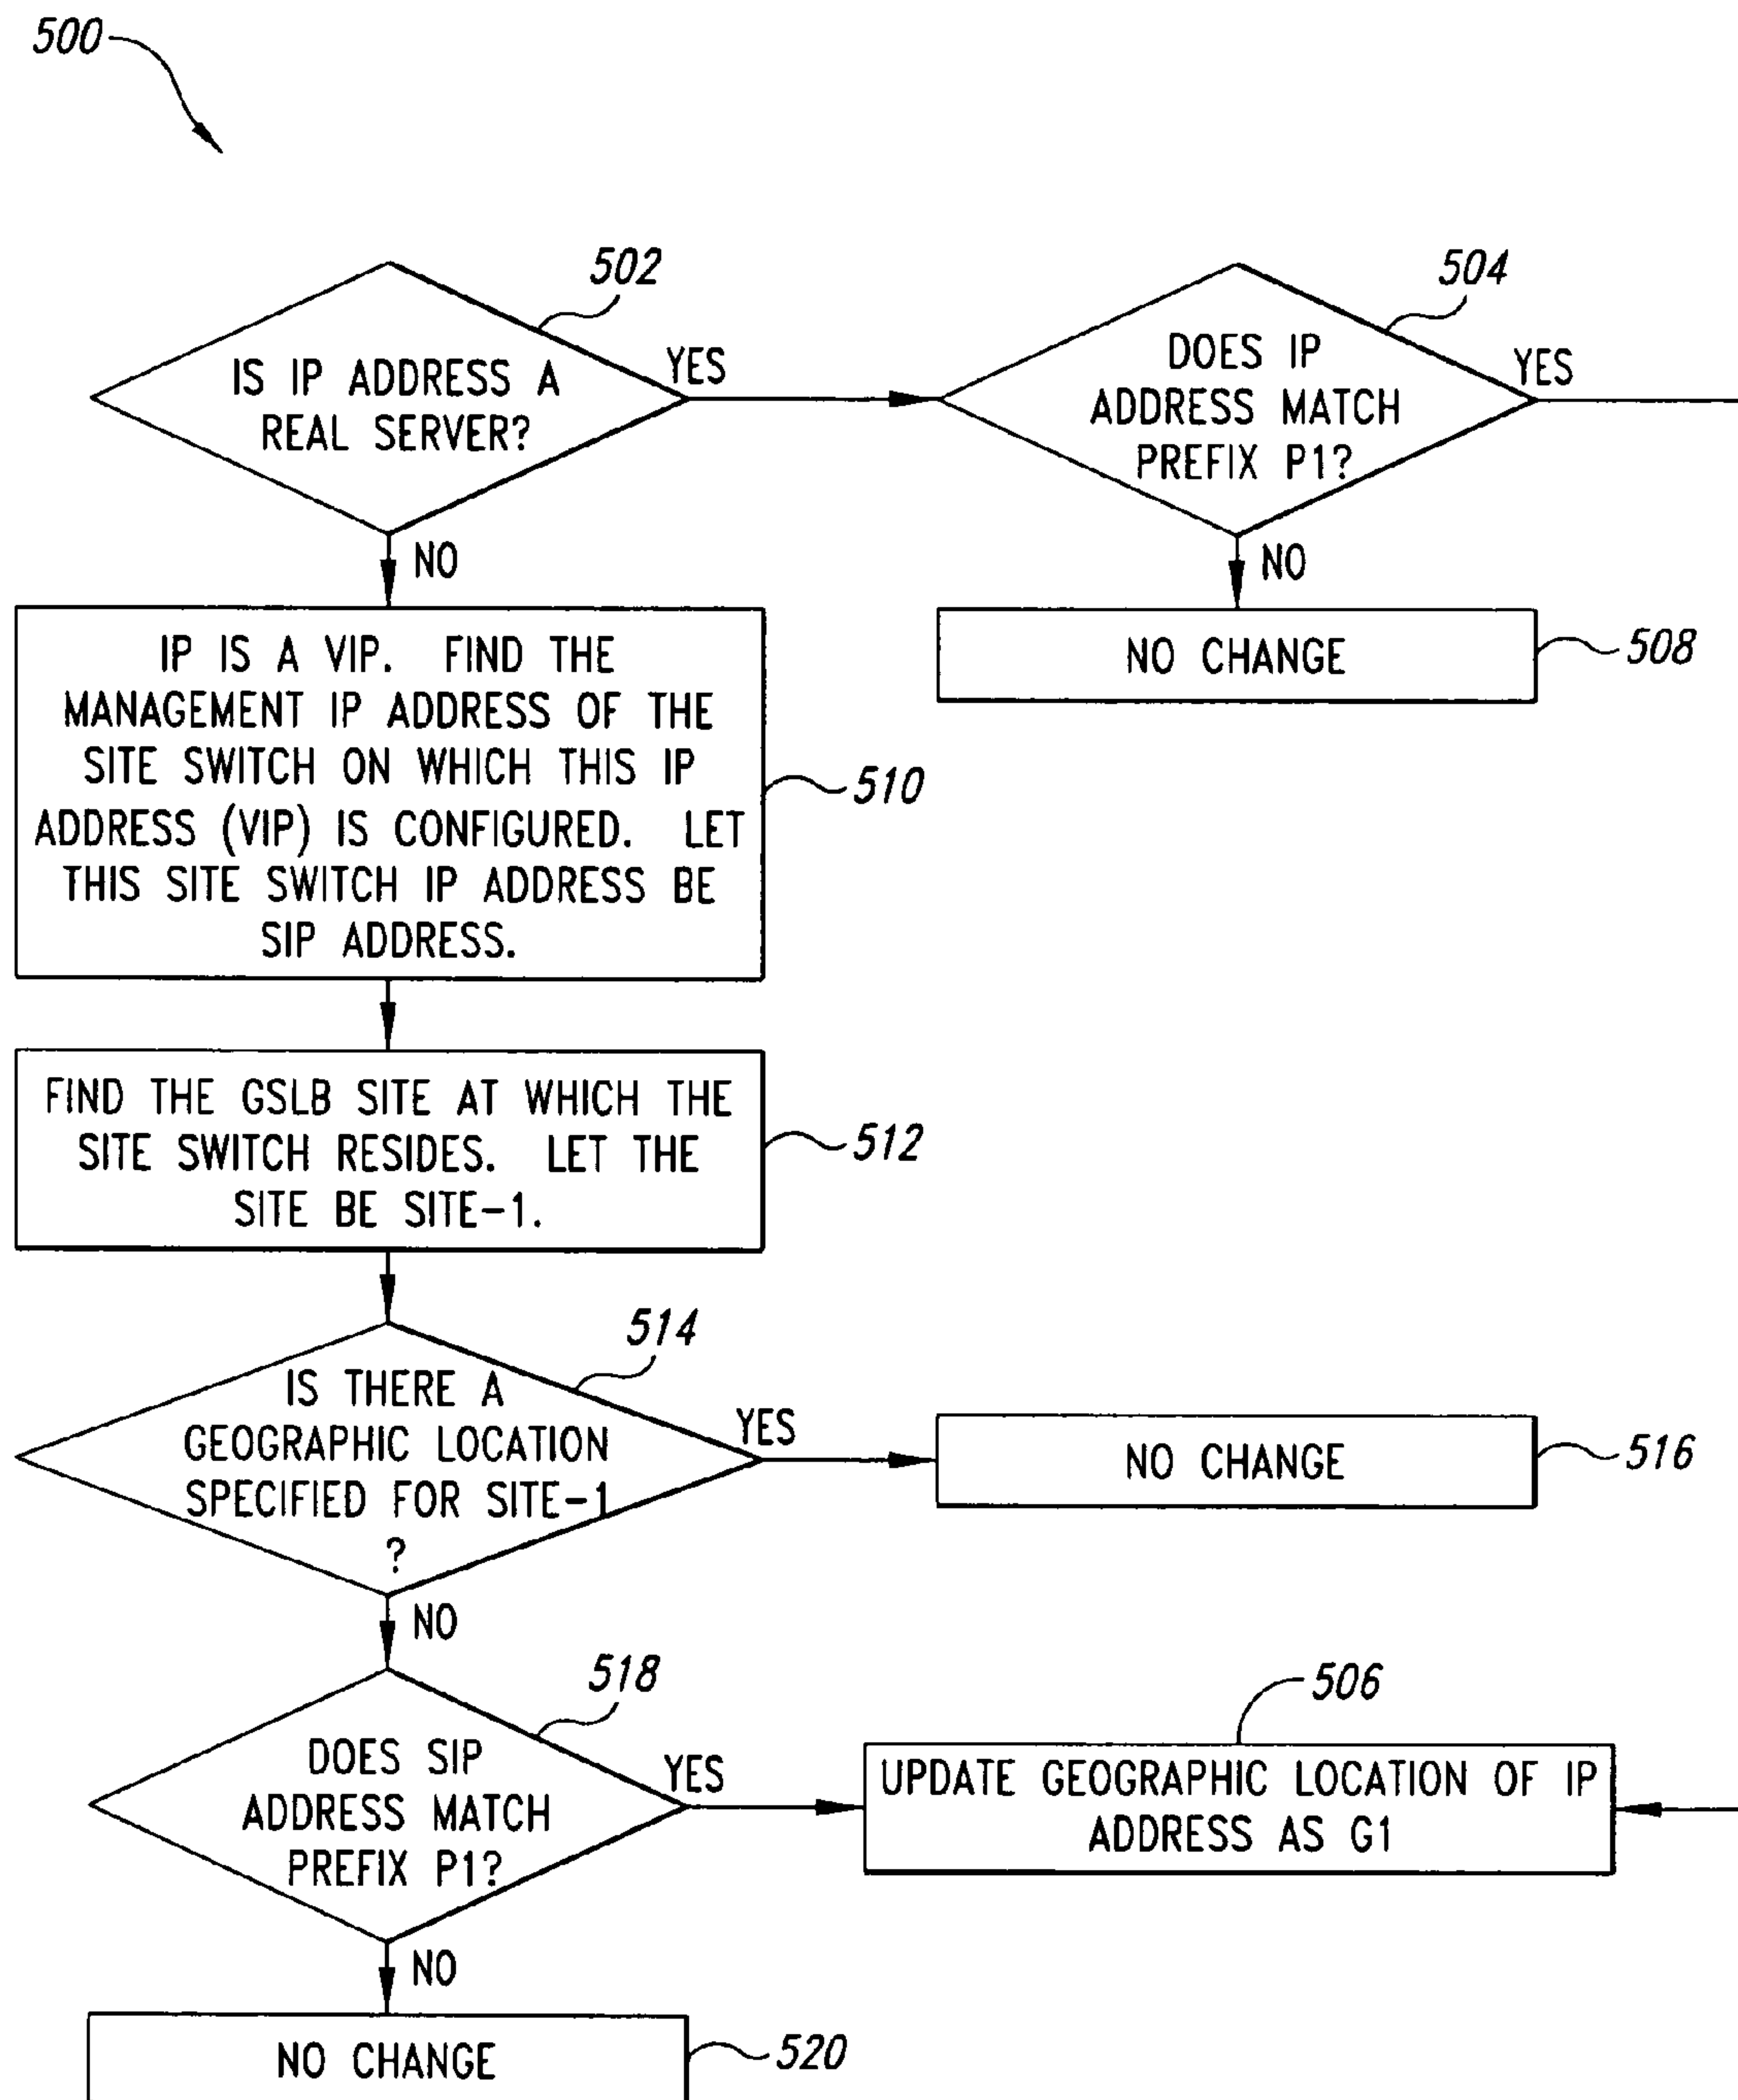 500
502
IS IP ADDRESS A
REAL SERVER?
YES
NO
504
DOES IP
ADDRESS MATCH
PREFIX P1?
YES
NO
NO CHANGE
508
IP IS A VIP. FIND THE
MANAGEMENT IP ADDRESS OF THE
SITE SWITCH ON WHICH THIS IP
ADDRESS (VIP) IS CONFIGURED. LET
THIS SITE SWITCH IP ADDRESS BE
SIP ADDRESS.
510
FIND THE GSLB SITE AT WHICH THE
SITE SWITCH RESIDES. LET THE
SITE BE SITE-1.
512
514
IS THERE A
GEOGRAPHIC LOCATION
SPECIFIED FOR SITE-1
?
YES
NO
NO CHANGE
516
518
DOES SIP
ADDRESS MATCH
PREFIX P1?
YES
NO
506
UPDATE GEOGRAPHIC LOCATION OF IP
ADDRESS AS G1
NO CHANGE
520